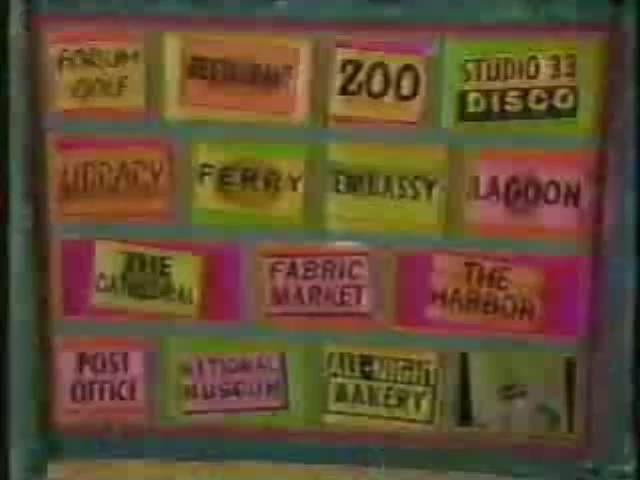 FORUM
GOLF
RESTAURANT
ZOO
STUDIO 33
DISCO
LIBRARY
FERRY
EMBASSY
LAGOON
THE
CATHEDRAL
FABRIC
MARKET
THE
HARBOR
POST
OFFICE
NATIONAL
MUSEUM
ALL-NIGHT
BAKERY